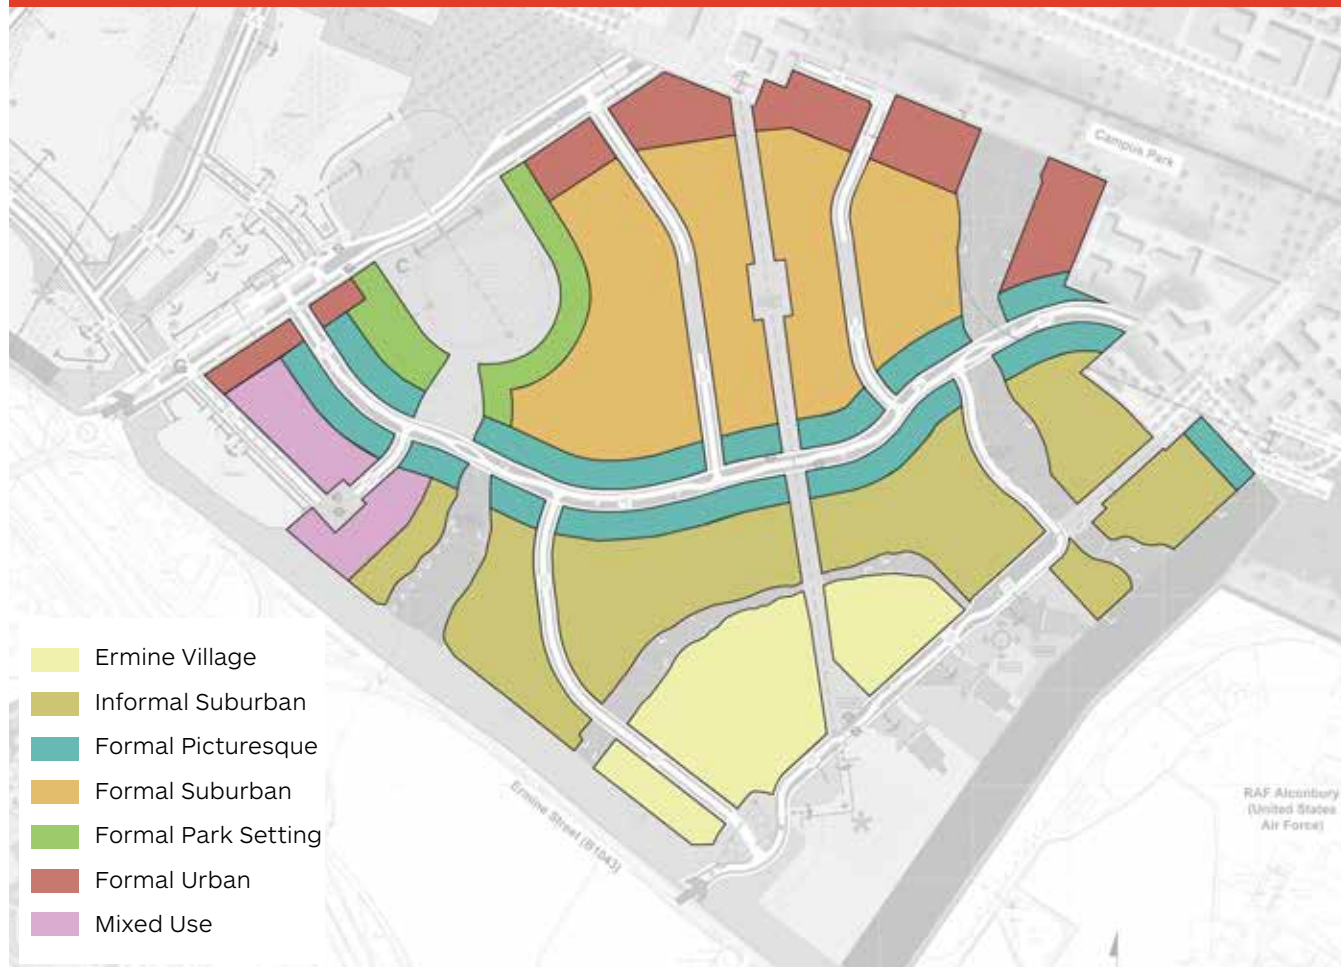 Campus Park
Ermine Village
Informal Suburban
Formal Picturesque
Formal Suburban
Formal Park Setting
Formal Urban
Mixed Use
Ermine Street (B1043)
RAF Alconbury
(United States
Air Force)
C
G